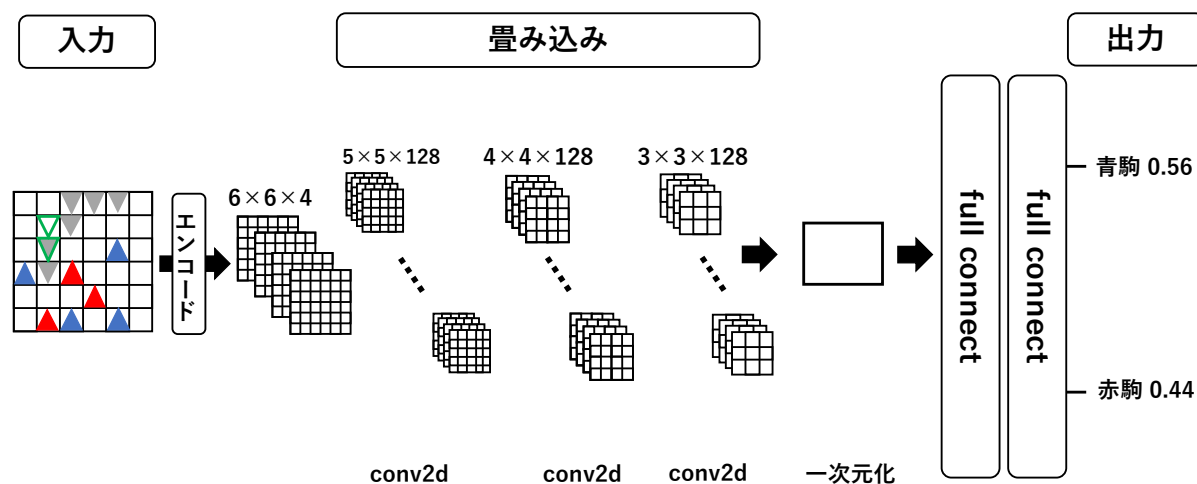 入力
畳み込み
出力
エンコード
6×6×4
5×5×128
4×4×128
3×3×128
conv2d
conv2d
conv2d
一次元化
full connect
full connect
青駒 0.56
赤駒 0.44